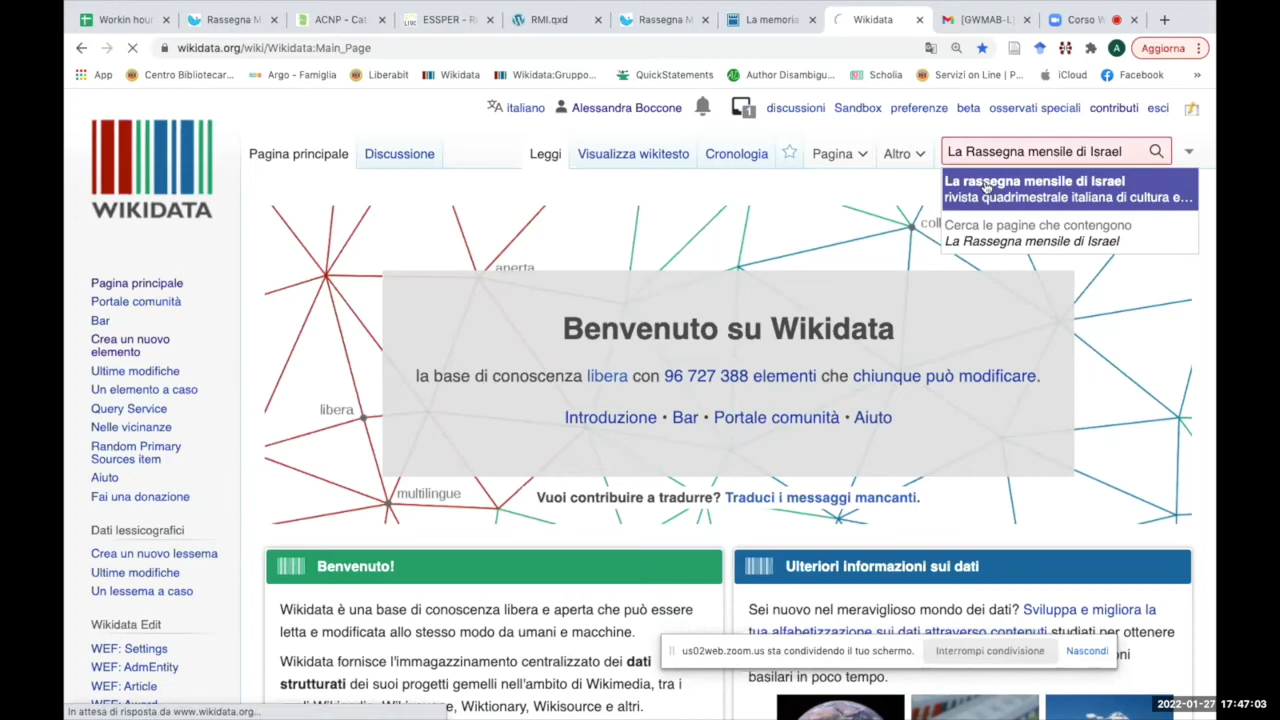 Workin hour
Rassegna M
ACNP - Cat
ESSPER - R
RMI.qxd
Rassegna M
La memoria
Wikidata
[GWMAB-L]
Corso W
wikidata.org/wiki/Wikidata:Main_Page
Aggiorna
App
Centro Bibliotecar...
Argo - Famiglia
Liberabit
Wikidata
Wikidata:Gruppo...
QuickStatements
Author Disambigu...
Scholia
Servizi on Line | P...
iCloud
Facebook
»
italiano
Alessandra Boccone
1
discussioni
Sandbox
preferenze
beta
osservati speciali
contributi
esci
Pagina principale
Discussione
Leggi
Visualizza wikitesto
Cronologia
Pagina
Altro
La Rassegna mensile di Israel
La rassegna mensile di Israel
rivista quadrimestrale italiana di cultura e...
Cerca le pagine che contengono
La Rassegna mensile di Israel
WIKIDATA
Pagina principale
Portale comunità
Bar
Crea un nuovo
elemento
Ultime modifiche
Un elemento a caso
Query Service
Nelle vicinanze
Random Primary
Sources item
Aiuto
Fai una donazione
Dati lessicografici
Crea un nuovo lessema
Ultime modifiche
Un lessema a caso
Wikidata Edit
WEF: Settings
WEF: AdmEntity
WEF: Article
aperta
coll
libera
multilingue
Benvenuto su Wikidata
la base di conoscenza libera con 96 727 388 elementi che chiunque può modificare.
Introduzione • Bar • Portale comunità • Aiuto
Vuoi contribuire a tradurre? Traduci i messaggi mancanti.
Benvenuto!
Wikidata è una base di conoscenza libera e aperta che può essere
letta e modificata allo stesso modo da umani e macchine.
Wikidata fornisce l'immagazzinamento centralizzato dei dati
strutturati dei suoi progetti gemelli nell'ambito di Wikimedia, tra i
Wiktionary, Wikisource e altri.
Ulteriori informazioni sui dati
Sei nuovo nel meraviglioso mondo dei dati? Sviluppa e migliora la
tua alfabetizzazione sui dati attraverso contenuti studiati per ottenere
basilari in poco tempo.
us02web.zoom.us sta condividendo il tuo schermo.
Interrompi condivisione
Nascondi
In attesa di risposta da www.wikidata.org...
2022-01-27 17:47:03